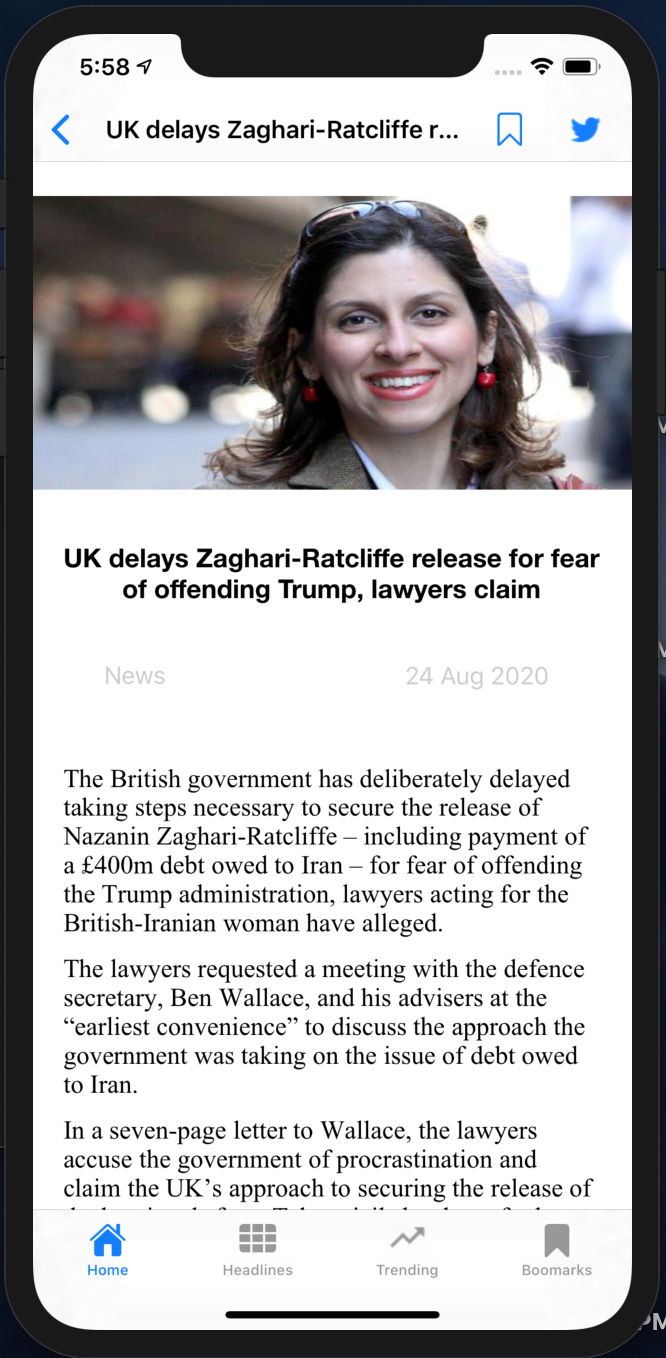 5:58
UK delays Zaghari-Ratcliffe r...
UK delays Zaghari-Ratcliffe release for fear
of offending Trump, lawyers claim
News
24 Aug 2020
The British government has deliberately delayed
taking steps necessary to secure the release of
Nazanin Zaghari-Ratcliffe – including payment of
a £400m debt owed to Iran – for fear of offending
the Trump administration, lawyers acting for the
British-Iranian woman have alleged.
The lawyers requested a meeting with the defence
secretary, Ben Wallace, and his advisers at the
“earliest convenience” to discuss the approach the
government was taking on the issue of debt owed
to Iran.
In a seven-page letter to Wallace, the lawyers
accuse the government of procrastination and
claim the UK’s approach to securing the release of
Home
Headlines
Trending
Boomarks
PM